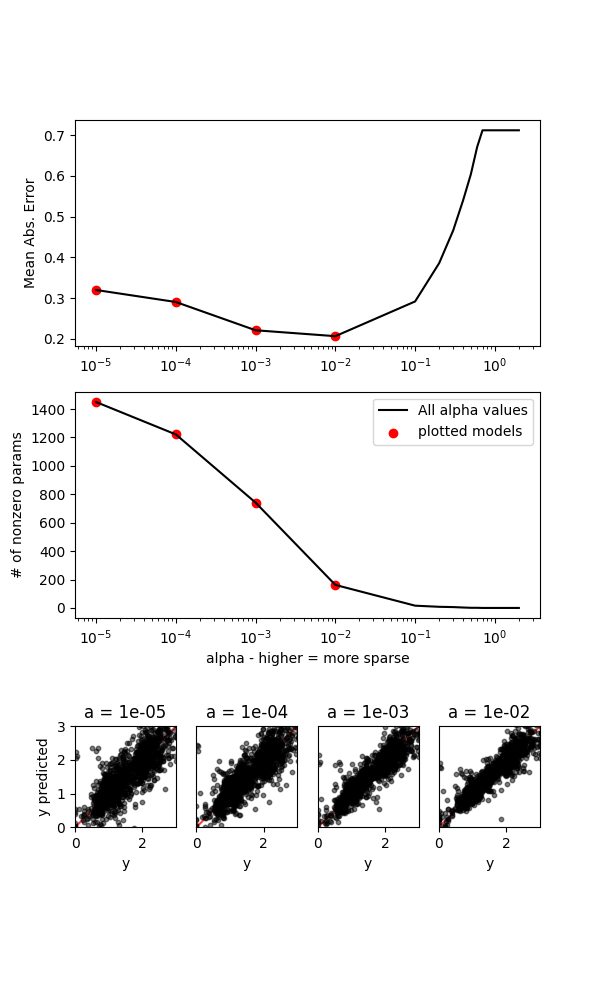 0.7
0.6
0.5
0.4
0.3
0.2
Mean Abs. Error
10⁻⁵ 10⁻⁴ 10⁻³ 10⁻² 10⁻¹ 10⁰
1400
1200
1000
800
600
400
200
0
# of nonzero params
All alpha values
plotted models
10⁻⁵ 10⁻⁴ 10⁻³ 10⁻² 10⁻¹ 10⁰
alpha - higher = more sparse
a = 1e-05 a = 1e-04 a = 1e-03 a = 1e-02
3
2
1
0
y predicted
0 2 0 2 0 2 0 2
y y y y